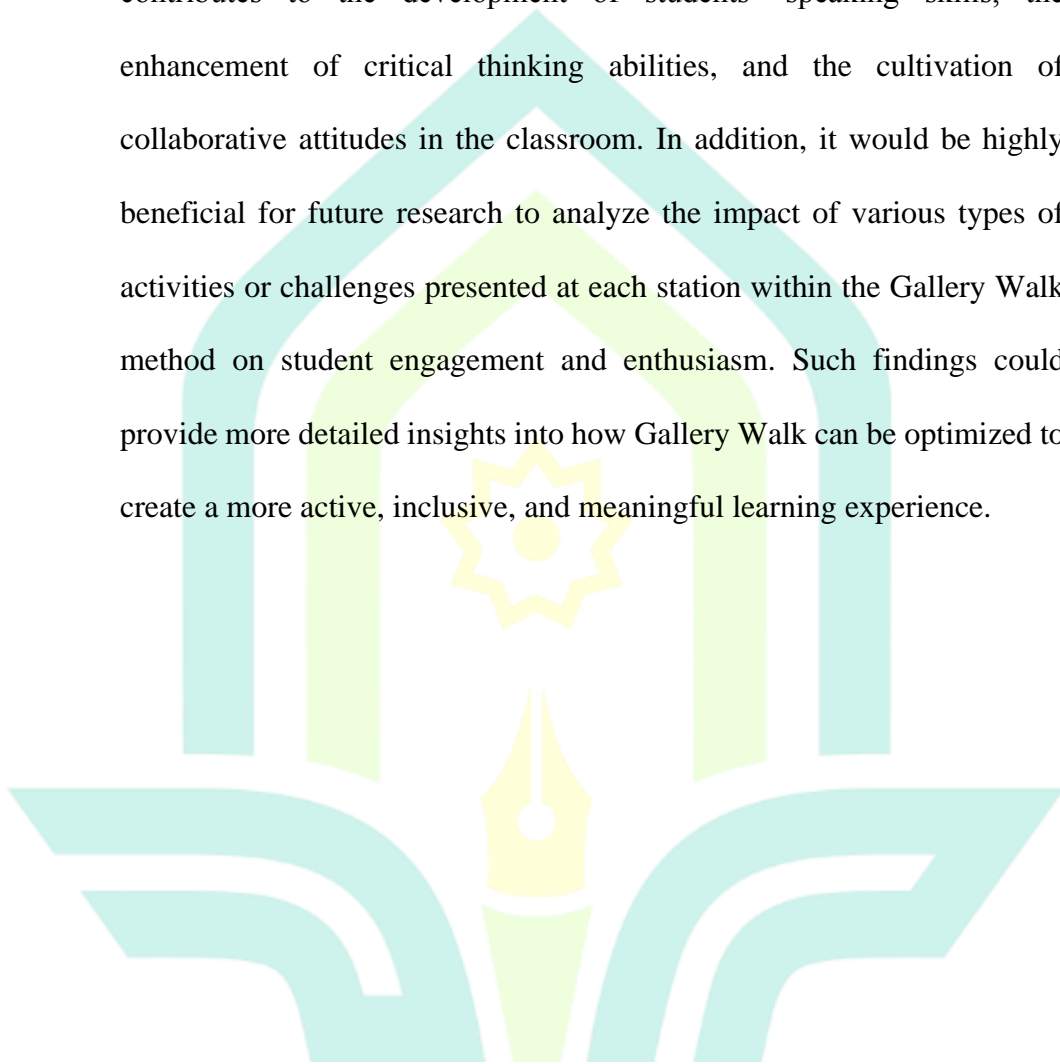 contributes to the development of students' speaking skills, the
enhancement of critical thinking abilities, and the cultivation of
collaborative attitudes in the classroom. In addition, it would be highly
beneficial for future research to analyze the impact of various types of
activities or challenges presented at each station within the Gallery Walk
method on student engagement and enthusiasm. Such findings could
provide more detailed insights into how Gallery Walk can be optimized to
create a more active, inclusive, and meaningful learning experience.